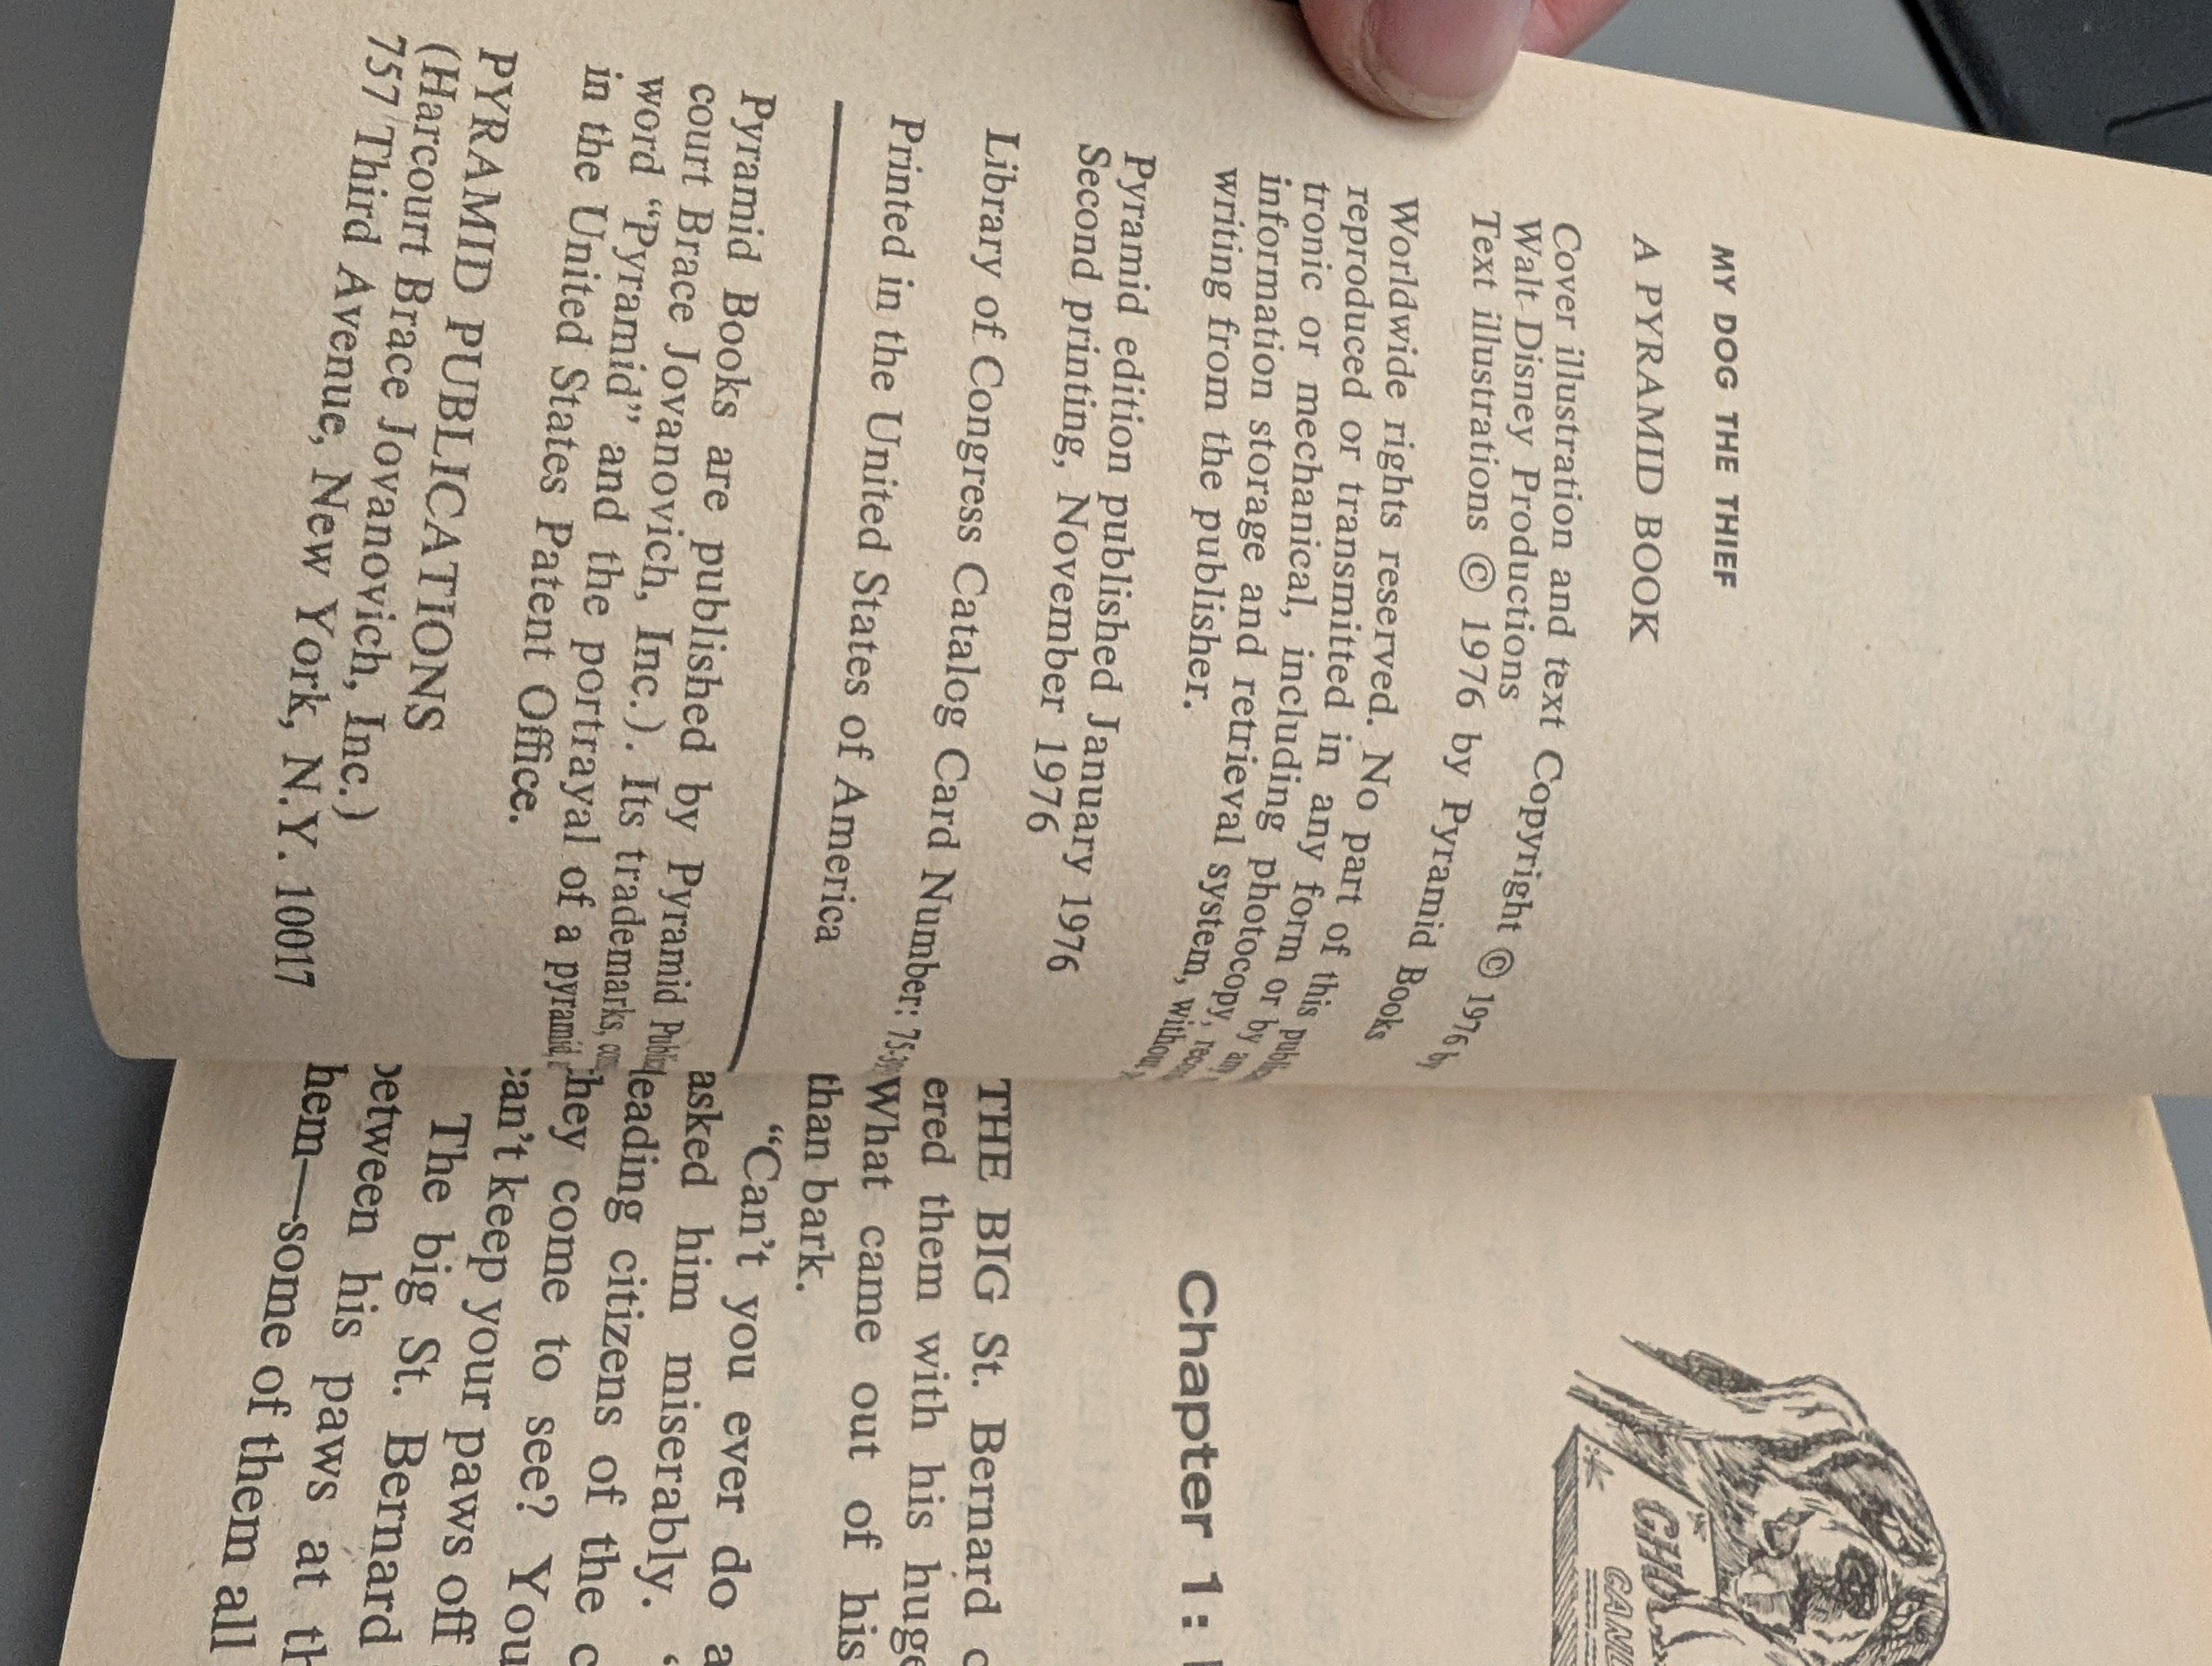 MY DOG THE THIEF
A PYRAMID BOOK
Cover illustration and text Copyright © 1976 by
Walt Disney Productions
Text illustrations © 1976 by Pyramid Books
Worldwide rights reserved. No part of this
reproduced or transmitted in any form or by
tronic or mechanical, including photocopy,
information storage and retrieval system, without
writing from the publisher.
Pyramid edition published January 1976
Second printing, November 1976
Library of Congress Catalog Card Number: 75-
Printed in the United States of America
Pyramid Books are published by Pyramid
court Brace Jovanovich, Inc.). Its trademarks,
word “Pyramid” and the portrayal of a pyramid,
in the United States Patent Office.
PYRAMID PUBLICATIONS
(Harcourt Brace Jovanovich, Inc.)
757 Third Avenue, New York, N.Y. 10017
Chapter 1:
THE BIG St. Bernard
ered them with his huge
What came out of his
than bark.
“Can’t you ever do a
asked him miserably. “
leading citizens of the
they come to see? You
can’t keep your paws off
The big St. Bernard
between his paws at
hem—some of them all